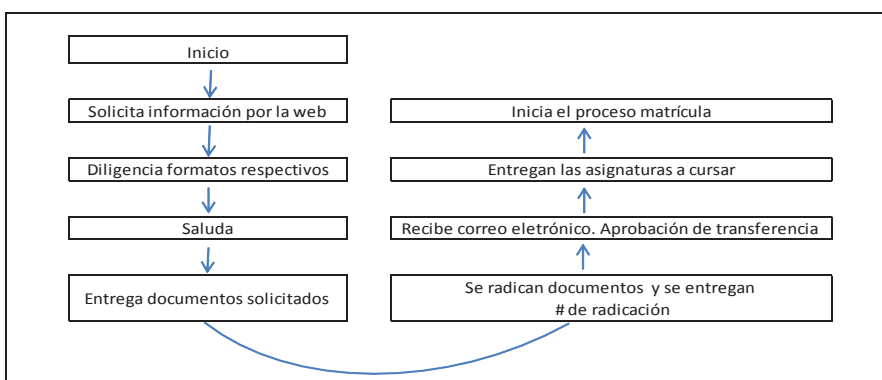 Inicio
Solicita información por la web
Diligencia formatos respectivos
Saluda
Entrega documentos solicitados
Se radican documentos y se entregan
# de radicación
Recibe correo eletrónico. Aprobación de transferencia
Entregan las asignaturas a cursar
Inicia el proceso matrícula